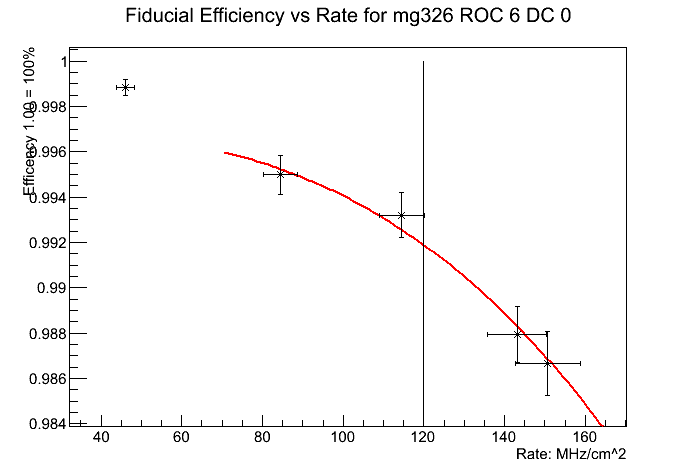 Fiducial Efficiency vs Rate for mg326 ROC 6 DC 0
Efficency 1.00 = 100%
1
0.998
0.996
0.994
0.992
0.99
0.988
0.986
0.984
40 60 80 100 120 140 160
Rate: MHz/cm^2